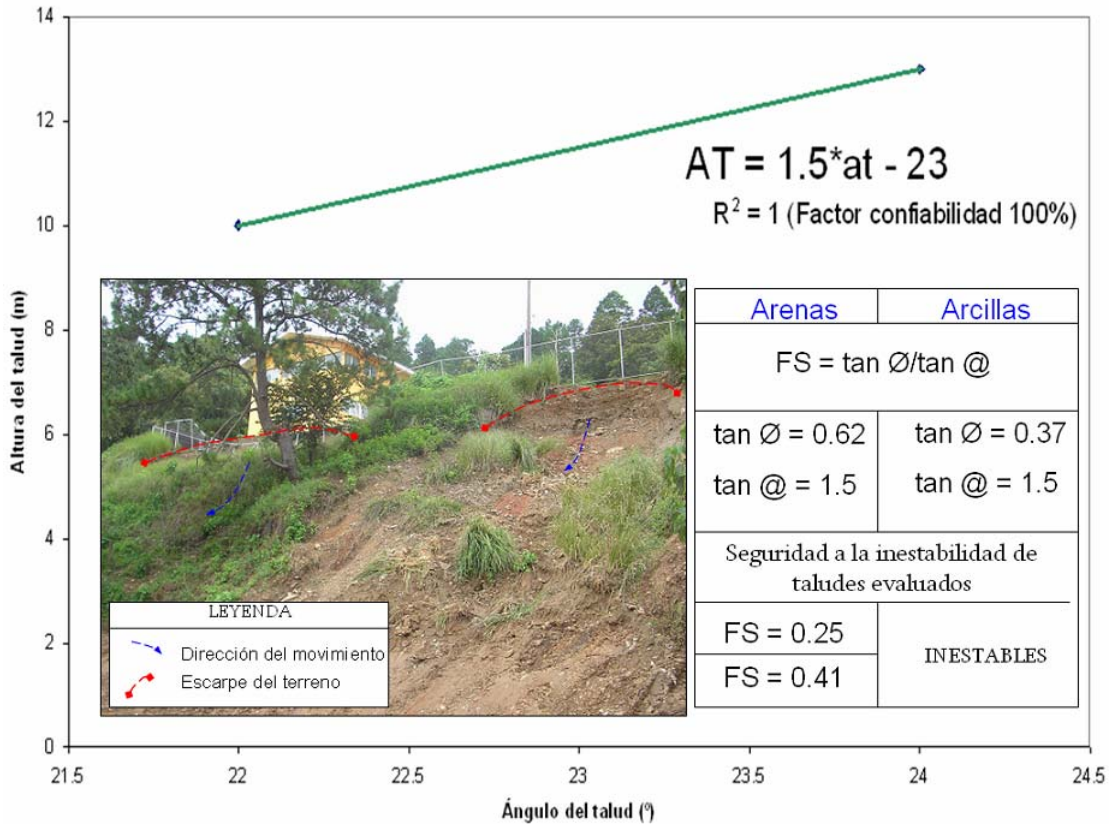 14
12
10
8
6
4
2
0
Altura del talud (m)
AT = 1.5*at - 23
R² = 1 (Factor confiabilidad 100%)
Arenas Arcillas
FS = tan Ø/tan @
tan Ø = 0.62 tan Ø = 0.37
tan @ = 1.5 tan @ = 1.5
Seguridad a la inestabilidad de
taludes evaluados
FS = 0.25
FS = 0.41
INESTABLES
LEYENDA
Dirección del movimiento
Escarpe del terreno
21.5 22 22.5 23 23.5 24 24.5
Ángulo del talud (º)